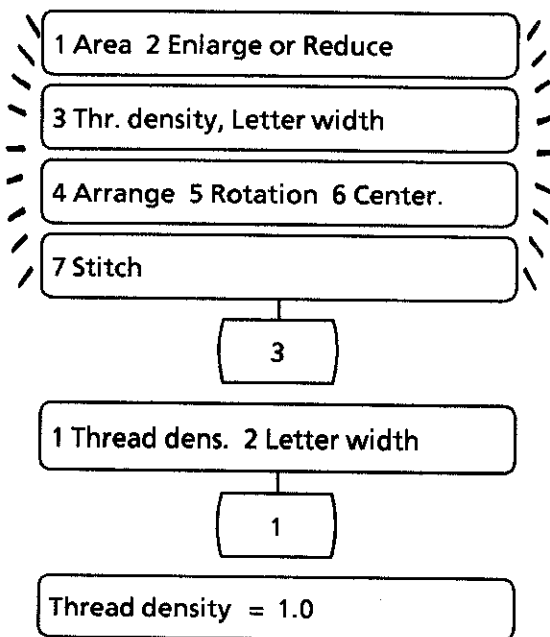 1 Area 2 Enlarge or Reduce
3 Thr. density, Letter width
4 Arrange 5 Rotation 6 Center.
7 Stitch
3
1 Thread dens. 2 Letter width
1
Thread density = 1.0